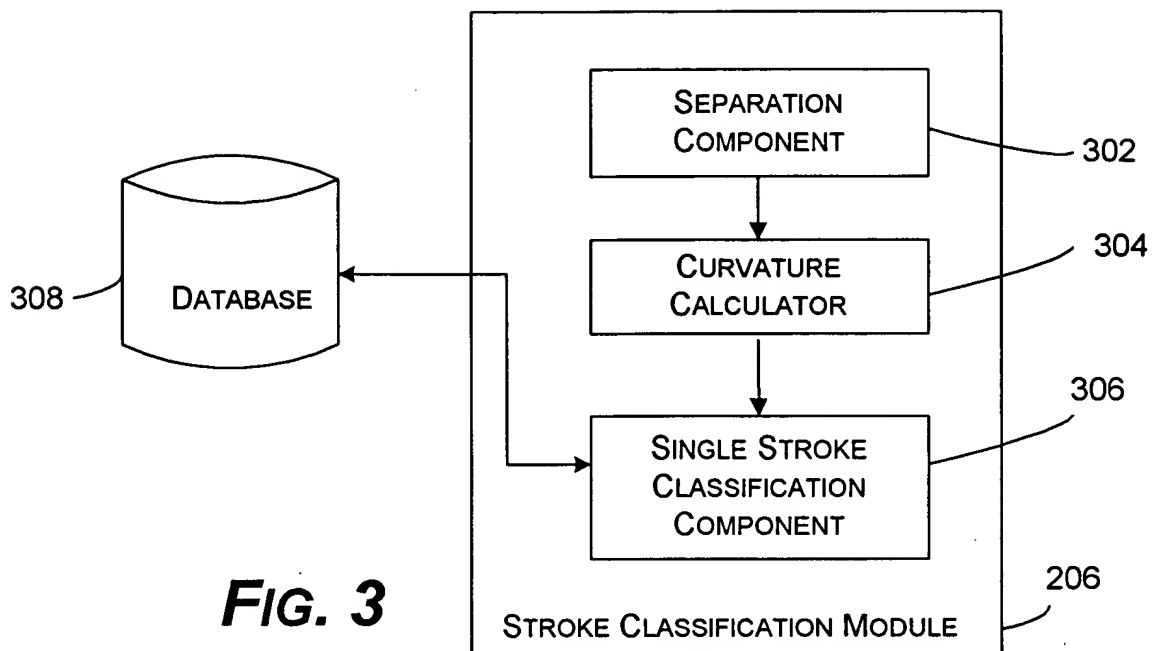 SEPARATION
COMPONENT
302
CURVATURE
CALCULATOR
304
308
DATABASE
306
SINGLE STROKE
CLASSIFICATION
COMPONENT
FIG. 3
206
STROKE CLASSIFICATION MODULE